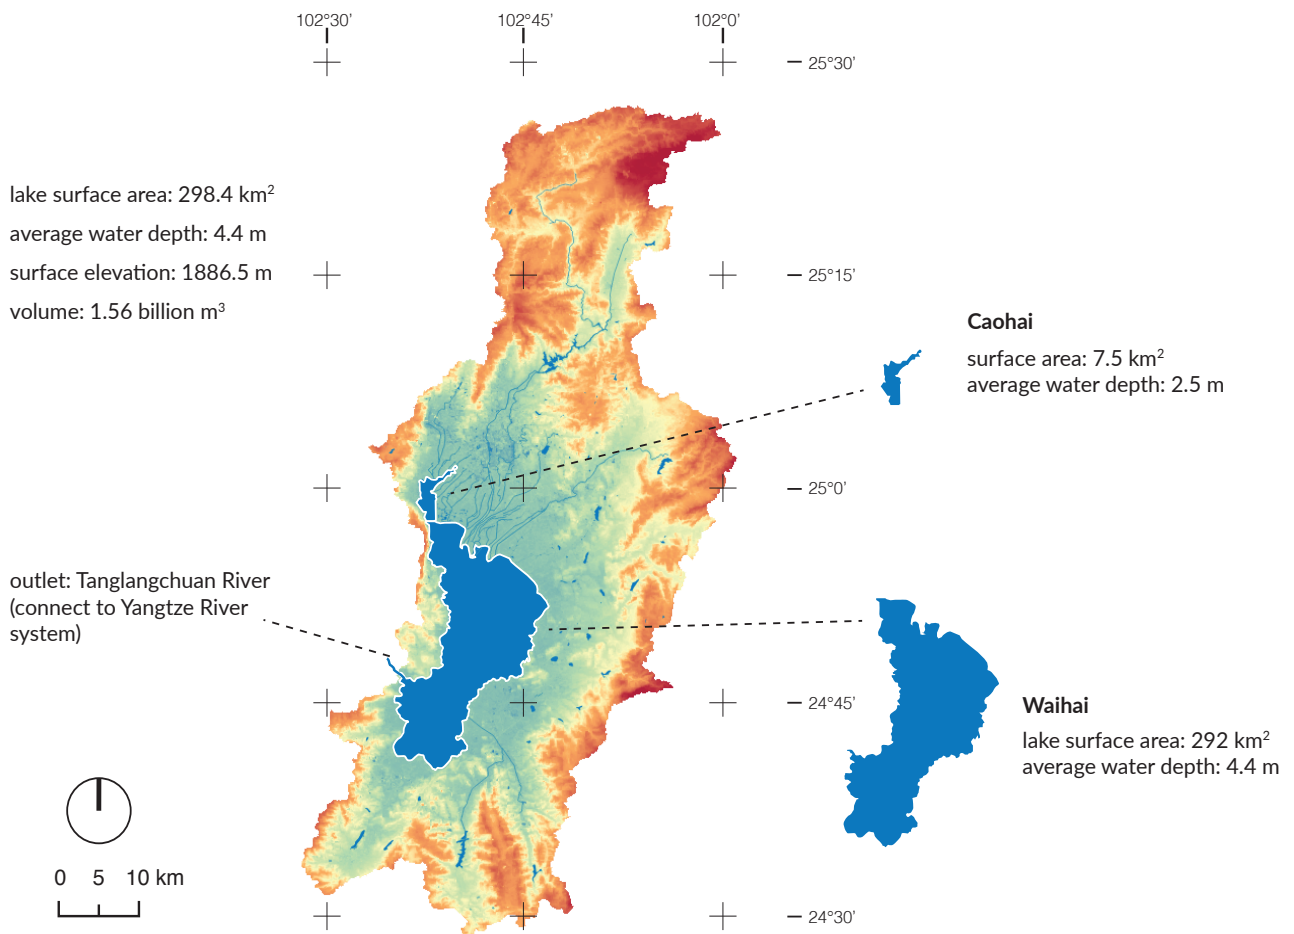 102°30'
102°45'
102°0'
25°30'
lake surface area: 298.4 km²
average water depth: 4.4 m
surface elevation: 1886.5 m
volume: 1.56 billion m³
25°15'
Caohai
surface area: 7.5 km²
average water depth: 2.5 m
25°0'
outlet: Tanglangchuan River
(connect to Yangtze River
system)
24°45'
Waihai
lake surface area: 292 km²
average water depth: 4.4 m
0 5 10 km
24°30'